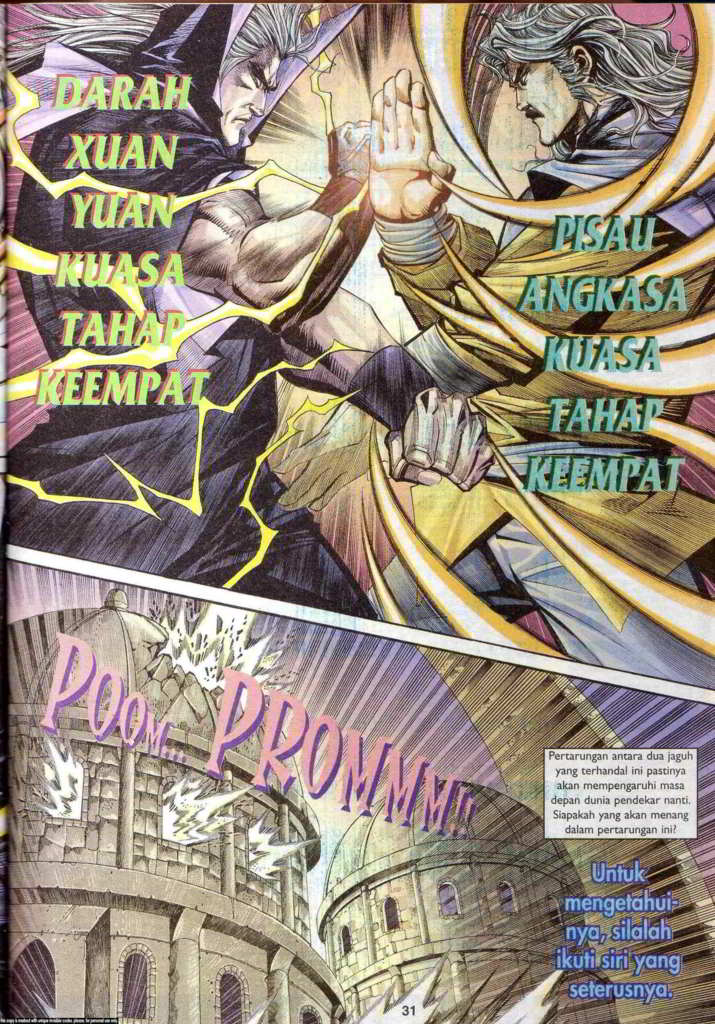 DARAH
XUAN
YUAN
KUASA
TAHAP
KEEMPAT
PISAU
ANGKASA
KUASA
TAHAP
KEEMPAT
POOM... PROMMMM!!
Pertarungan antara dua jaguh
yang terhandal ini pastinya
akan mempengaruhi masa
depan dunia pendekar nanti.
Siapakah yang akan menang
dalam pertarungan ini?
Untuk
mengetahui-
nya, silalah
ikuti siri yang
seterusnya.
31